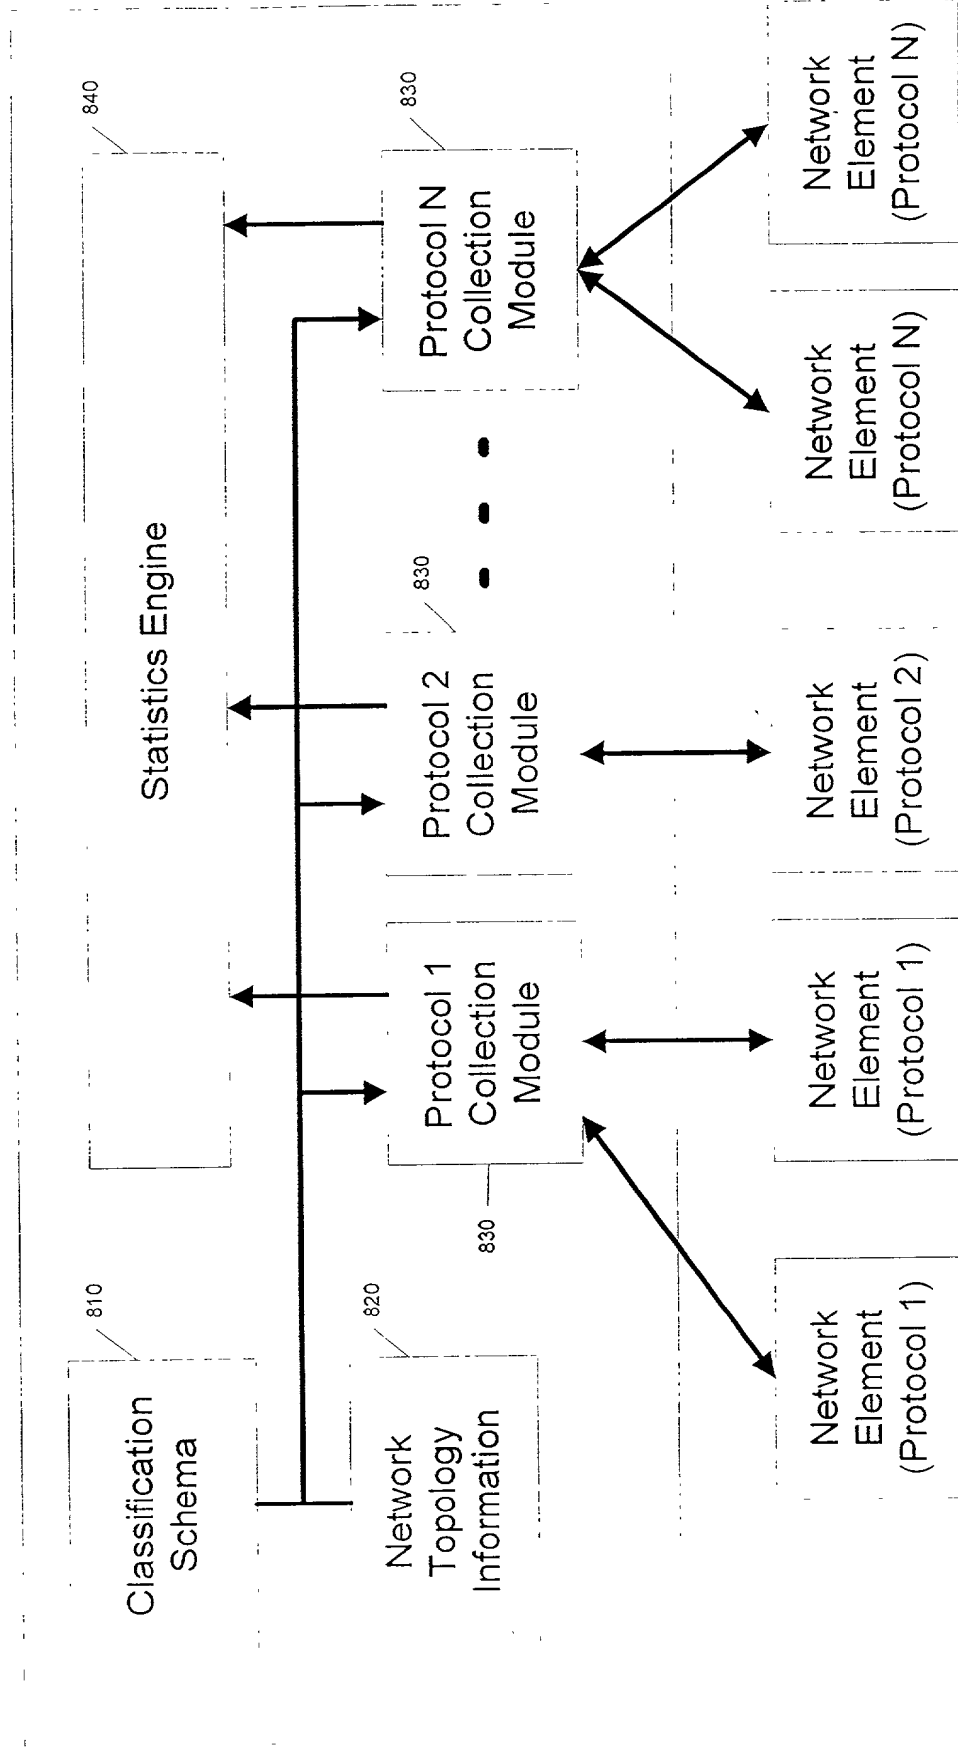 810
Classification
Schema
840
Statistics Engine
820
Network
Topology
Information
830
Protocol 1
Collection
Module
830
Protocol 2
Collection
Module
830
Protocol N
Collection
Module
Network
Element
(Protocol 1)
Network
Element
(Protocol 1)
Network
Element
(Protocol 2)
Network
Element
(Protocol N)
Network
Element
(Protocol N)